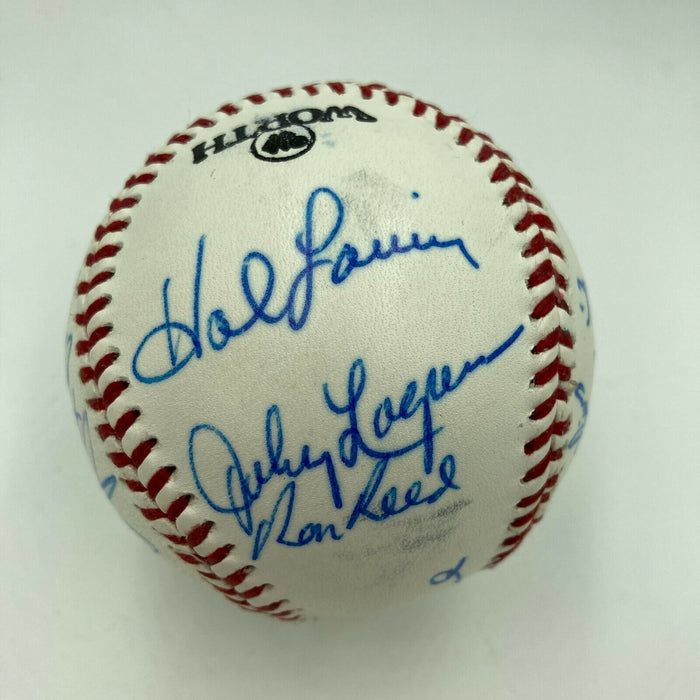 WORTH
Hal Lanier
Johnny Logan
Ron Reed